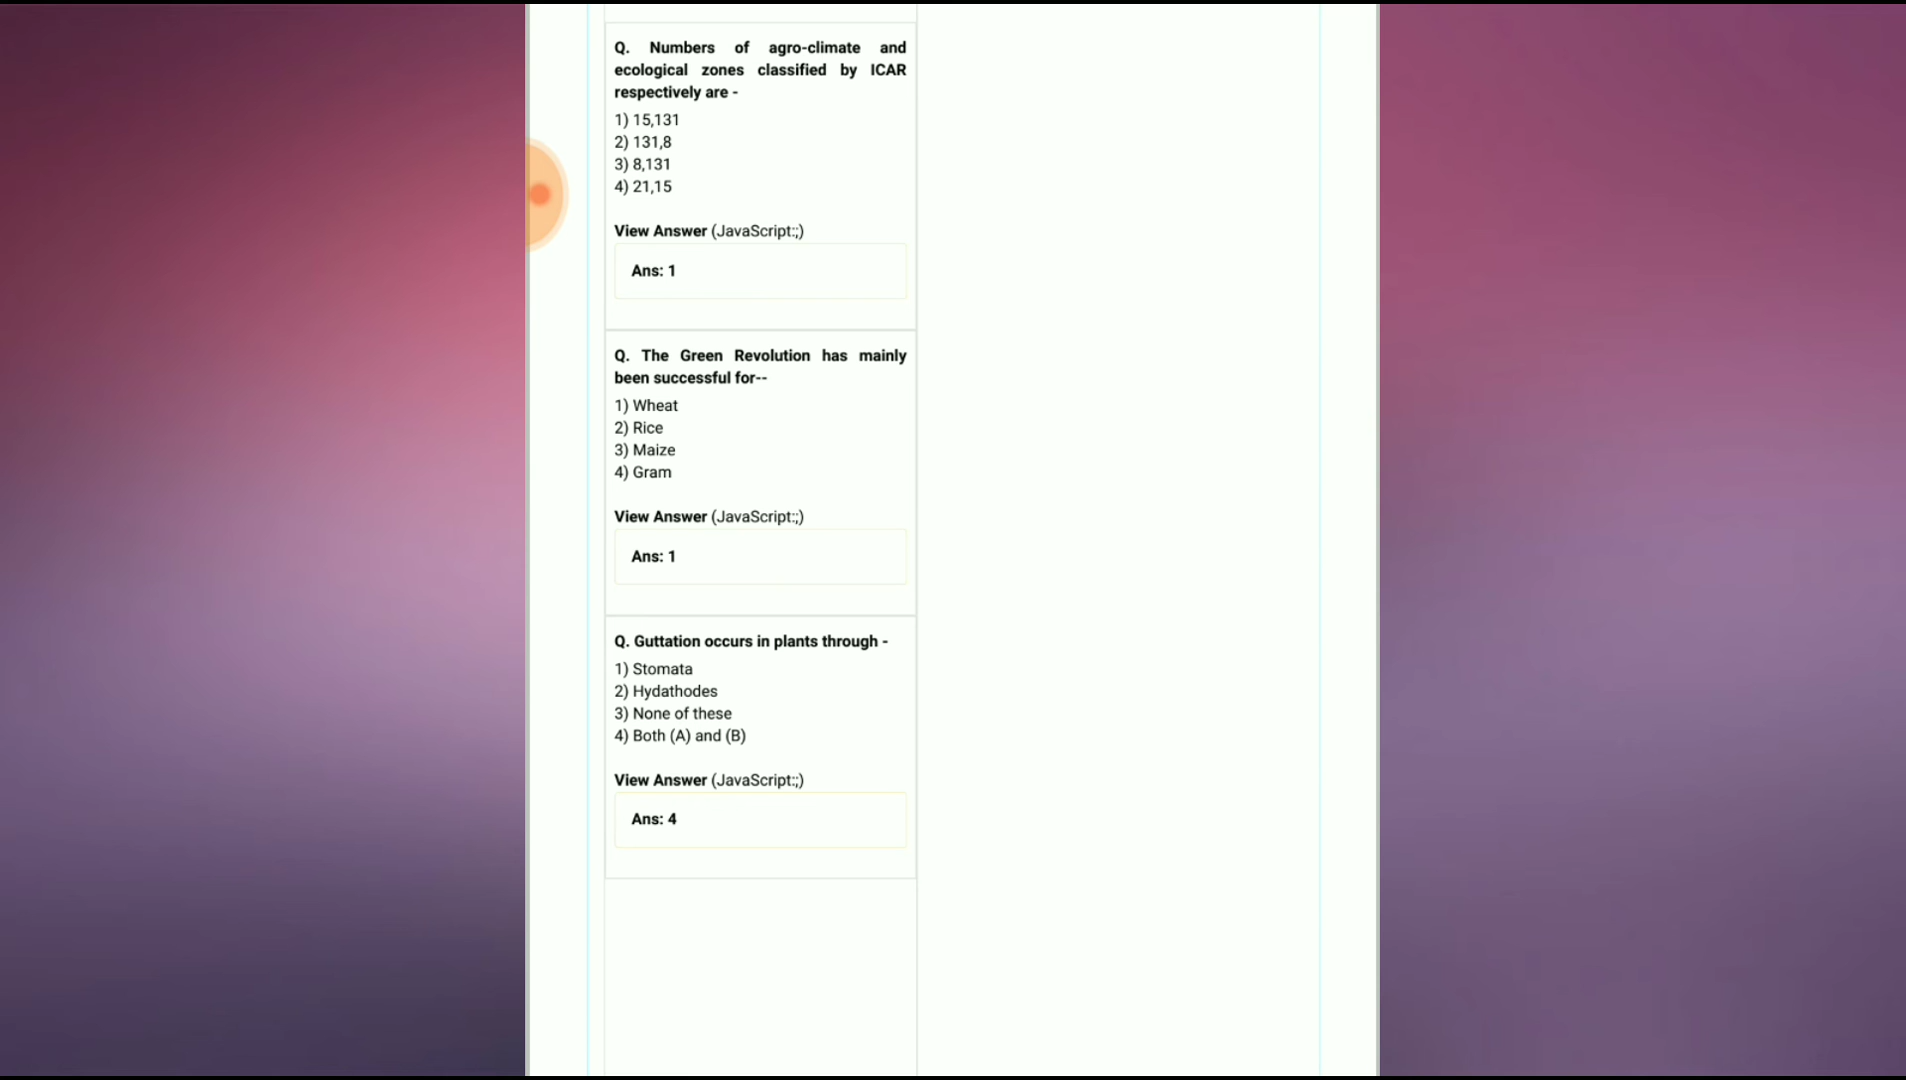 Q. Numbers of agro-climate and
ecological zones classified by ICAR
respectively are -
1) 15,131
2) 131,8
3) 8,131
4) 21,15
View Answer (JavaScript:;)
Ans: 1
Q. The Green Revolution has mainly
been successful for--
1) Wheat
2) Rice
3) Maize
4) Gram
View Answer (JavaScript:;)
Ans: 1
Q. Guttation occurs in plants through -
1) Stomata
2) Hydathodes
3) None of these
4) Both (A) and (B)
View Answer (JavaScript:;)
Ans: 4